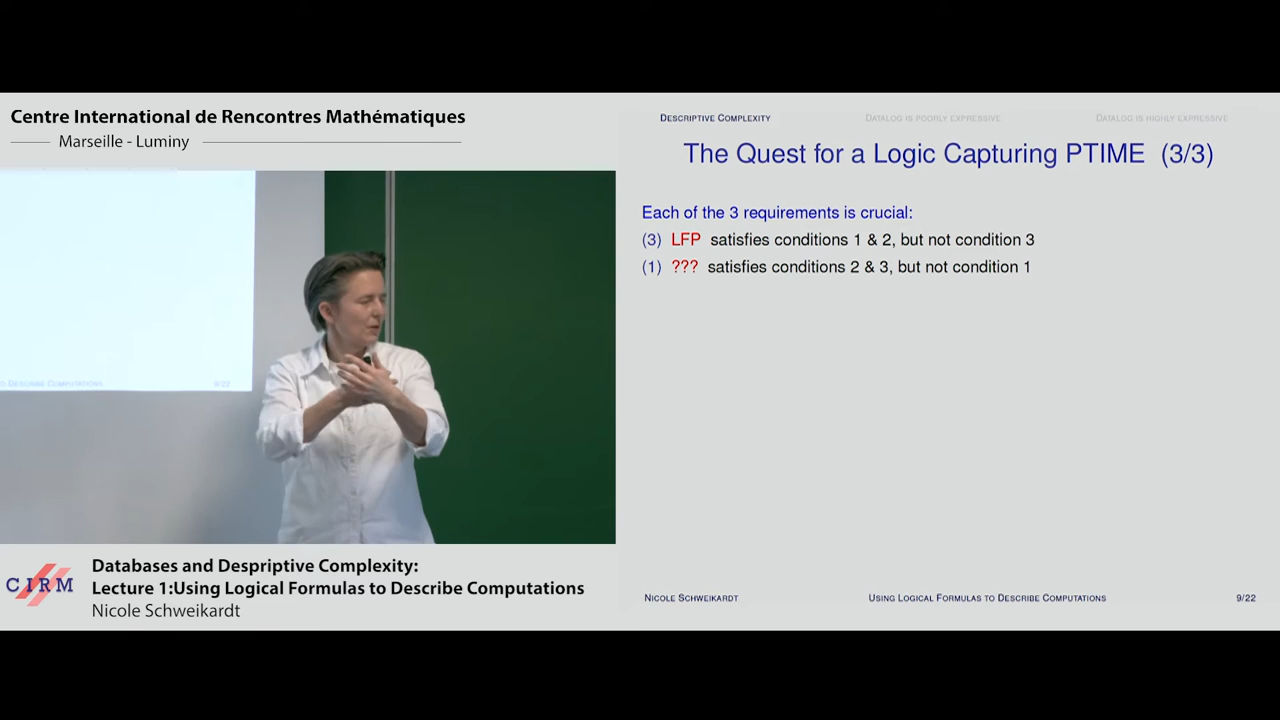 Centre International de Rencontres Mathématiques
Marseille - Luminy
DESCRIPTIVE COMPLEXITY
DATALOG IS POORLY EXPRESSIVE
DATALOG IS HIGHLY EXPRESSIVE
The Quest for a Logic Capturing PTIME (3/3)
Each of the 3 requirements is crucial:
(3) LFP satisfies conditions 1 & 2, but not condition 3
(1) ??? satisfies conditions 2 & 3, but not condition 1
TO DESCRIBE COMPUTATIONS
CIRM
Databases and Despriptive Complexity:
Lecture 1:Using Logical Formulas to Describe Computations
Nicole Schweikardt
NICOLE SCHWEIKARDT
USING LOGICAL FORMULAS TO DESCRIBE COMPUTATIONS
9/22